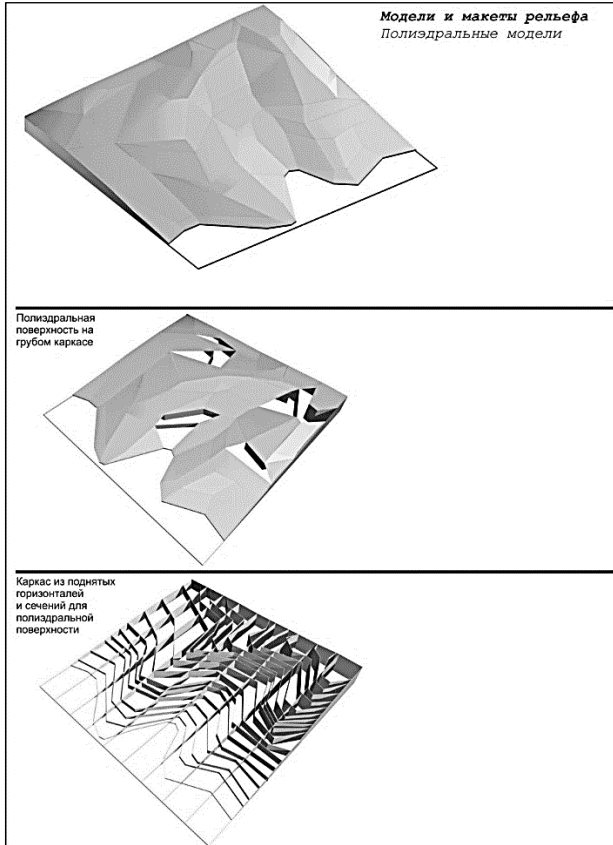 Модели и макеты рельефа
Полиэдральные модели
Полиэдральная
поверхность на
грубом каркасе
Каркас из поднятых
горизонталей
и сечений для
полиэдральной
поверхности